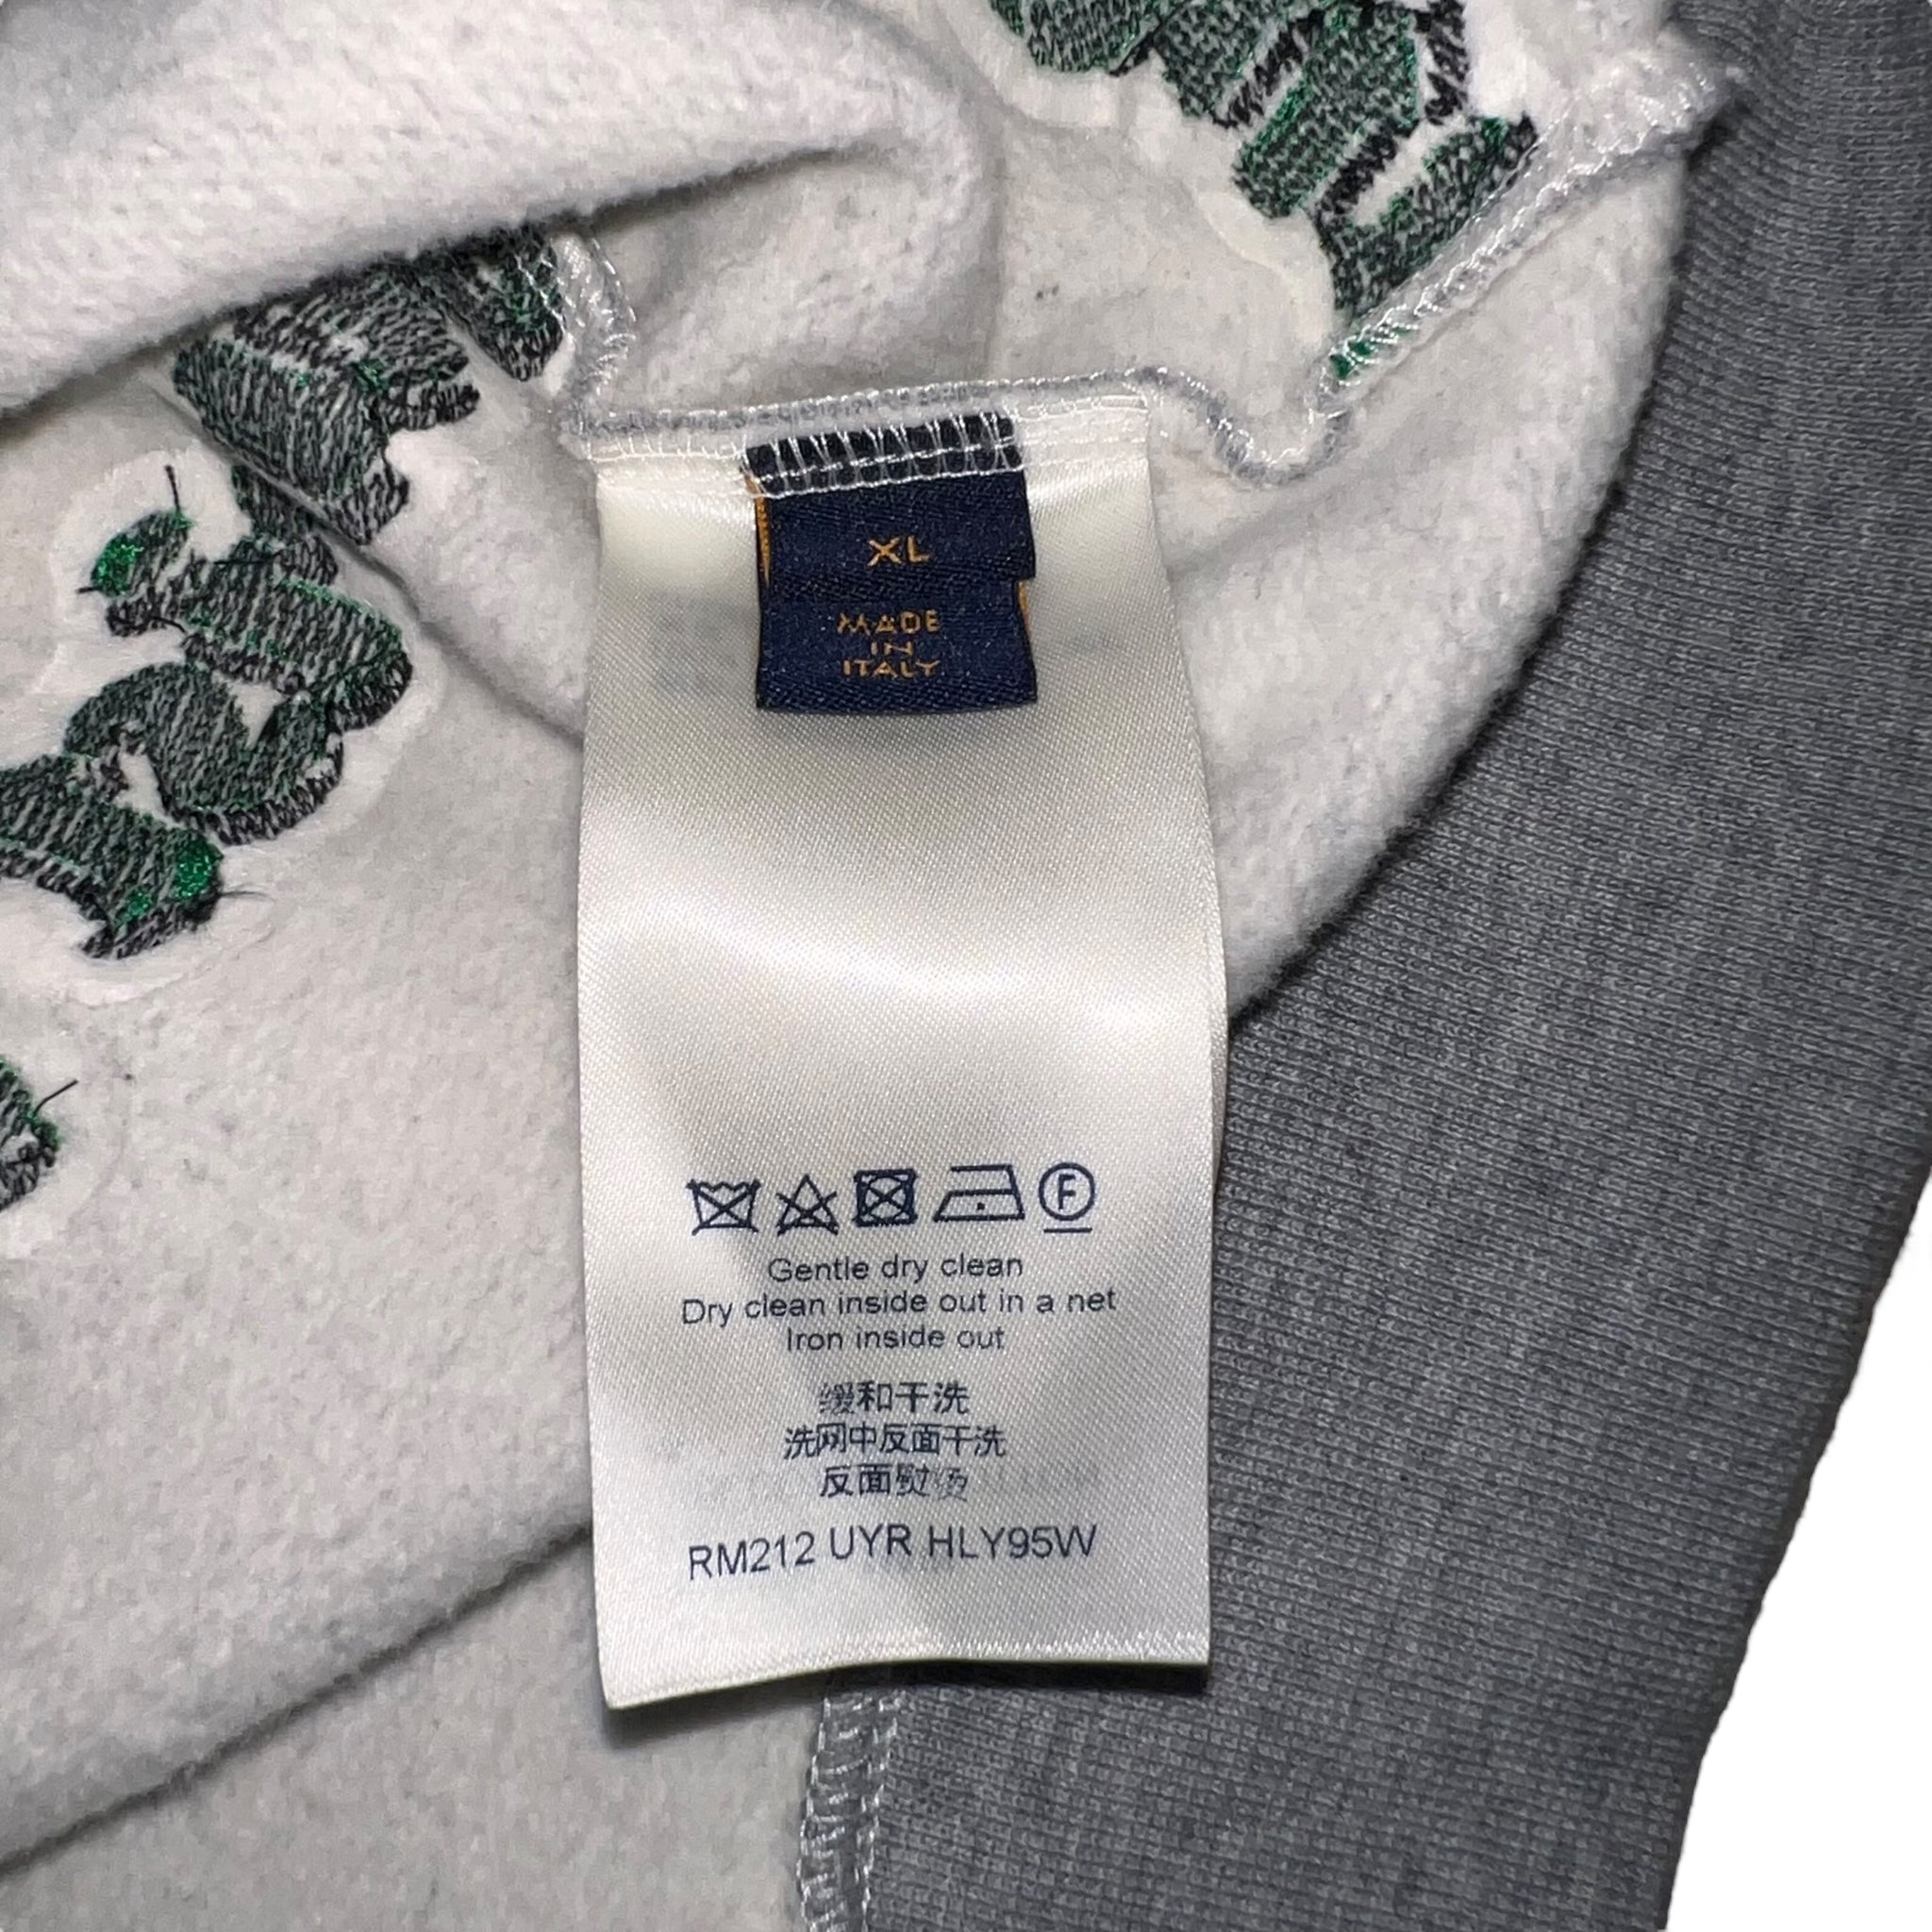 XL
MADE
IN
ITALY
F
Gentle dry clean
Dry clean inside out in a net
Iron inside out
缓和干洗
洗网中反面干洗
反面熨烫
RM212 UYR HLY95W